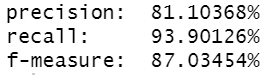 precision:  81.10368%
recall:     93.90126%
f-measure:  87.03454%